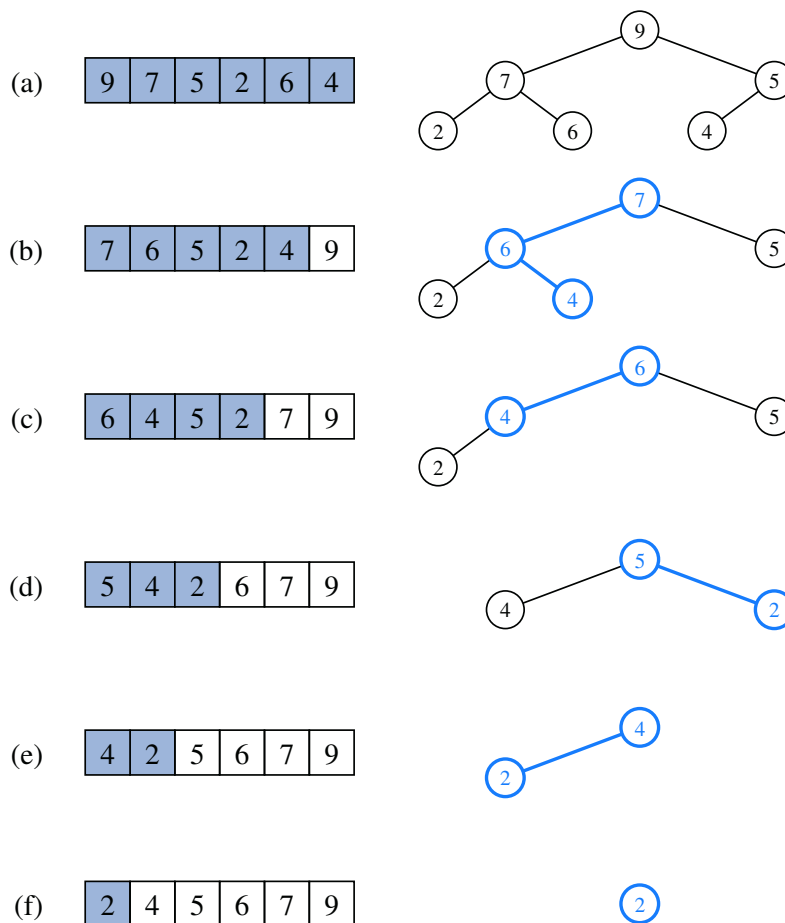 9
(a) 9 7 5 2 6 4
7 5
2 6 4
7
(b) 7 6 5 2 4 9
6 5
2 4
6
(c) 6 4 5 2 7 9
4 5
2
5
(d) 5 4 2 6 7 9
4 2
4
(e) 4 2 5 6 7 9
2
(f) 2 4 5 6 7 9
2